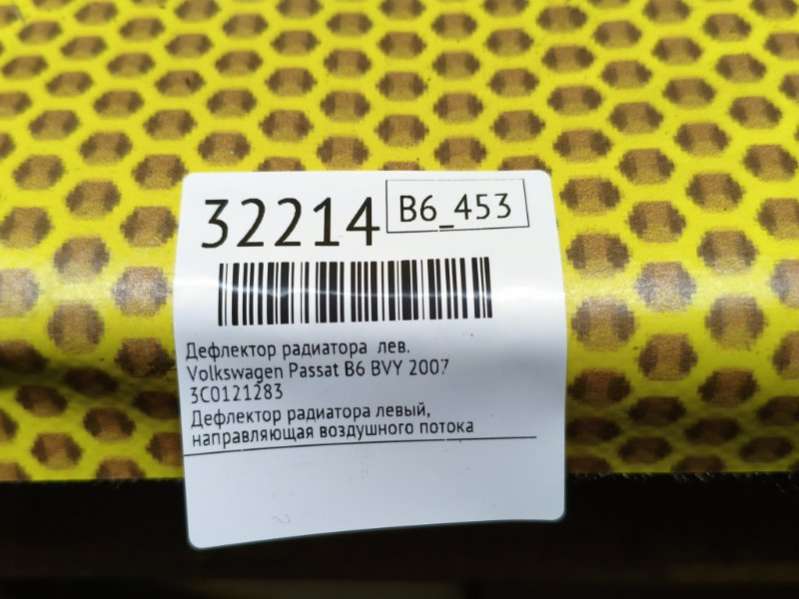 32214
B6_453
Дефлектор радиатора лев.
Volkswagen Passat B6 BVY 2007
3C0121283
Дефлектор радиатора левый,
направляющая воздушного потока